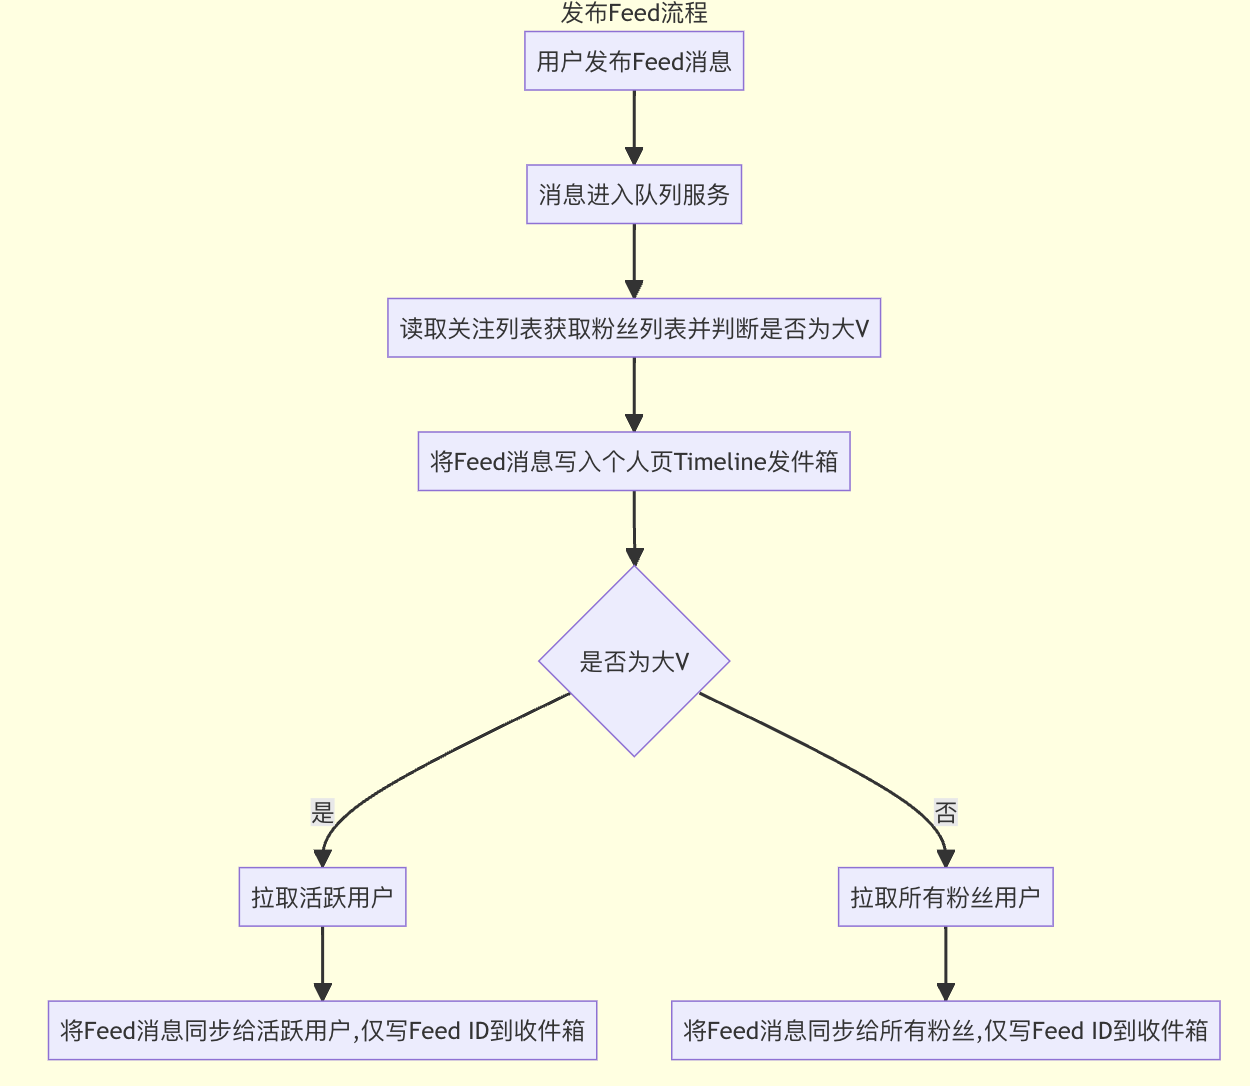 发布Feed流程
用户发布Feed消息
消息进入队列服务
读取关注列表获取粉丝列表并判断是否为大V
将Feed消息写入个人页Timeline发件箱
是否为大V
是
否
拉取活跃用户
拉取所有粉丝用户
将Feed消息同步给活跃用户,仅写Feed ID到收件箱
将Feed消息同步给所有粉丝,仅写Feed ID到收件箱